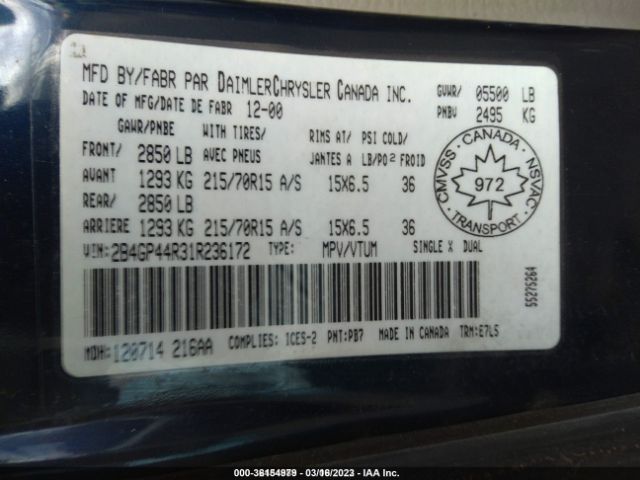 MFD BY/FABR PAR DAIMLERCHRYSLER CANADA INC.
GVWR/ 05500 LB
DATE OF MFG/DATE DE FABR 12-00
PNBV 2495 KG
GAWR/PNBE WITH TIRES/ RIMS AT/ PSI COLD/
FRONT/ 2850 LB AVEC PNEUS JANTES A LB/PO² FROID
AVANT 1293 KG 215/70R15 A/S 15X6.5 36
REAR/ 2850 LB
ARRIERE 1293 KG 215/70R15 A/S 15X6.5 36
CMVSS - CANADA - NSVAC
972
TRANSPORT
VIN: 2B4GP44R31R236172 TYPE: MPV/VTUM SINGLE X DUAL
55275264
MDH: 120714 216AA COMPLIES: ICES-2 PNT: PB7 MADE IN CANADA TRM: E7L5
000-36154979 - 03/16/2023 - IAA Inc.